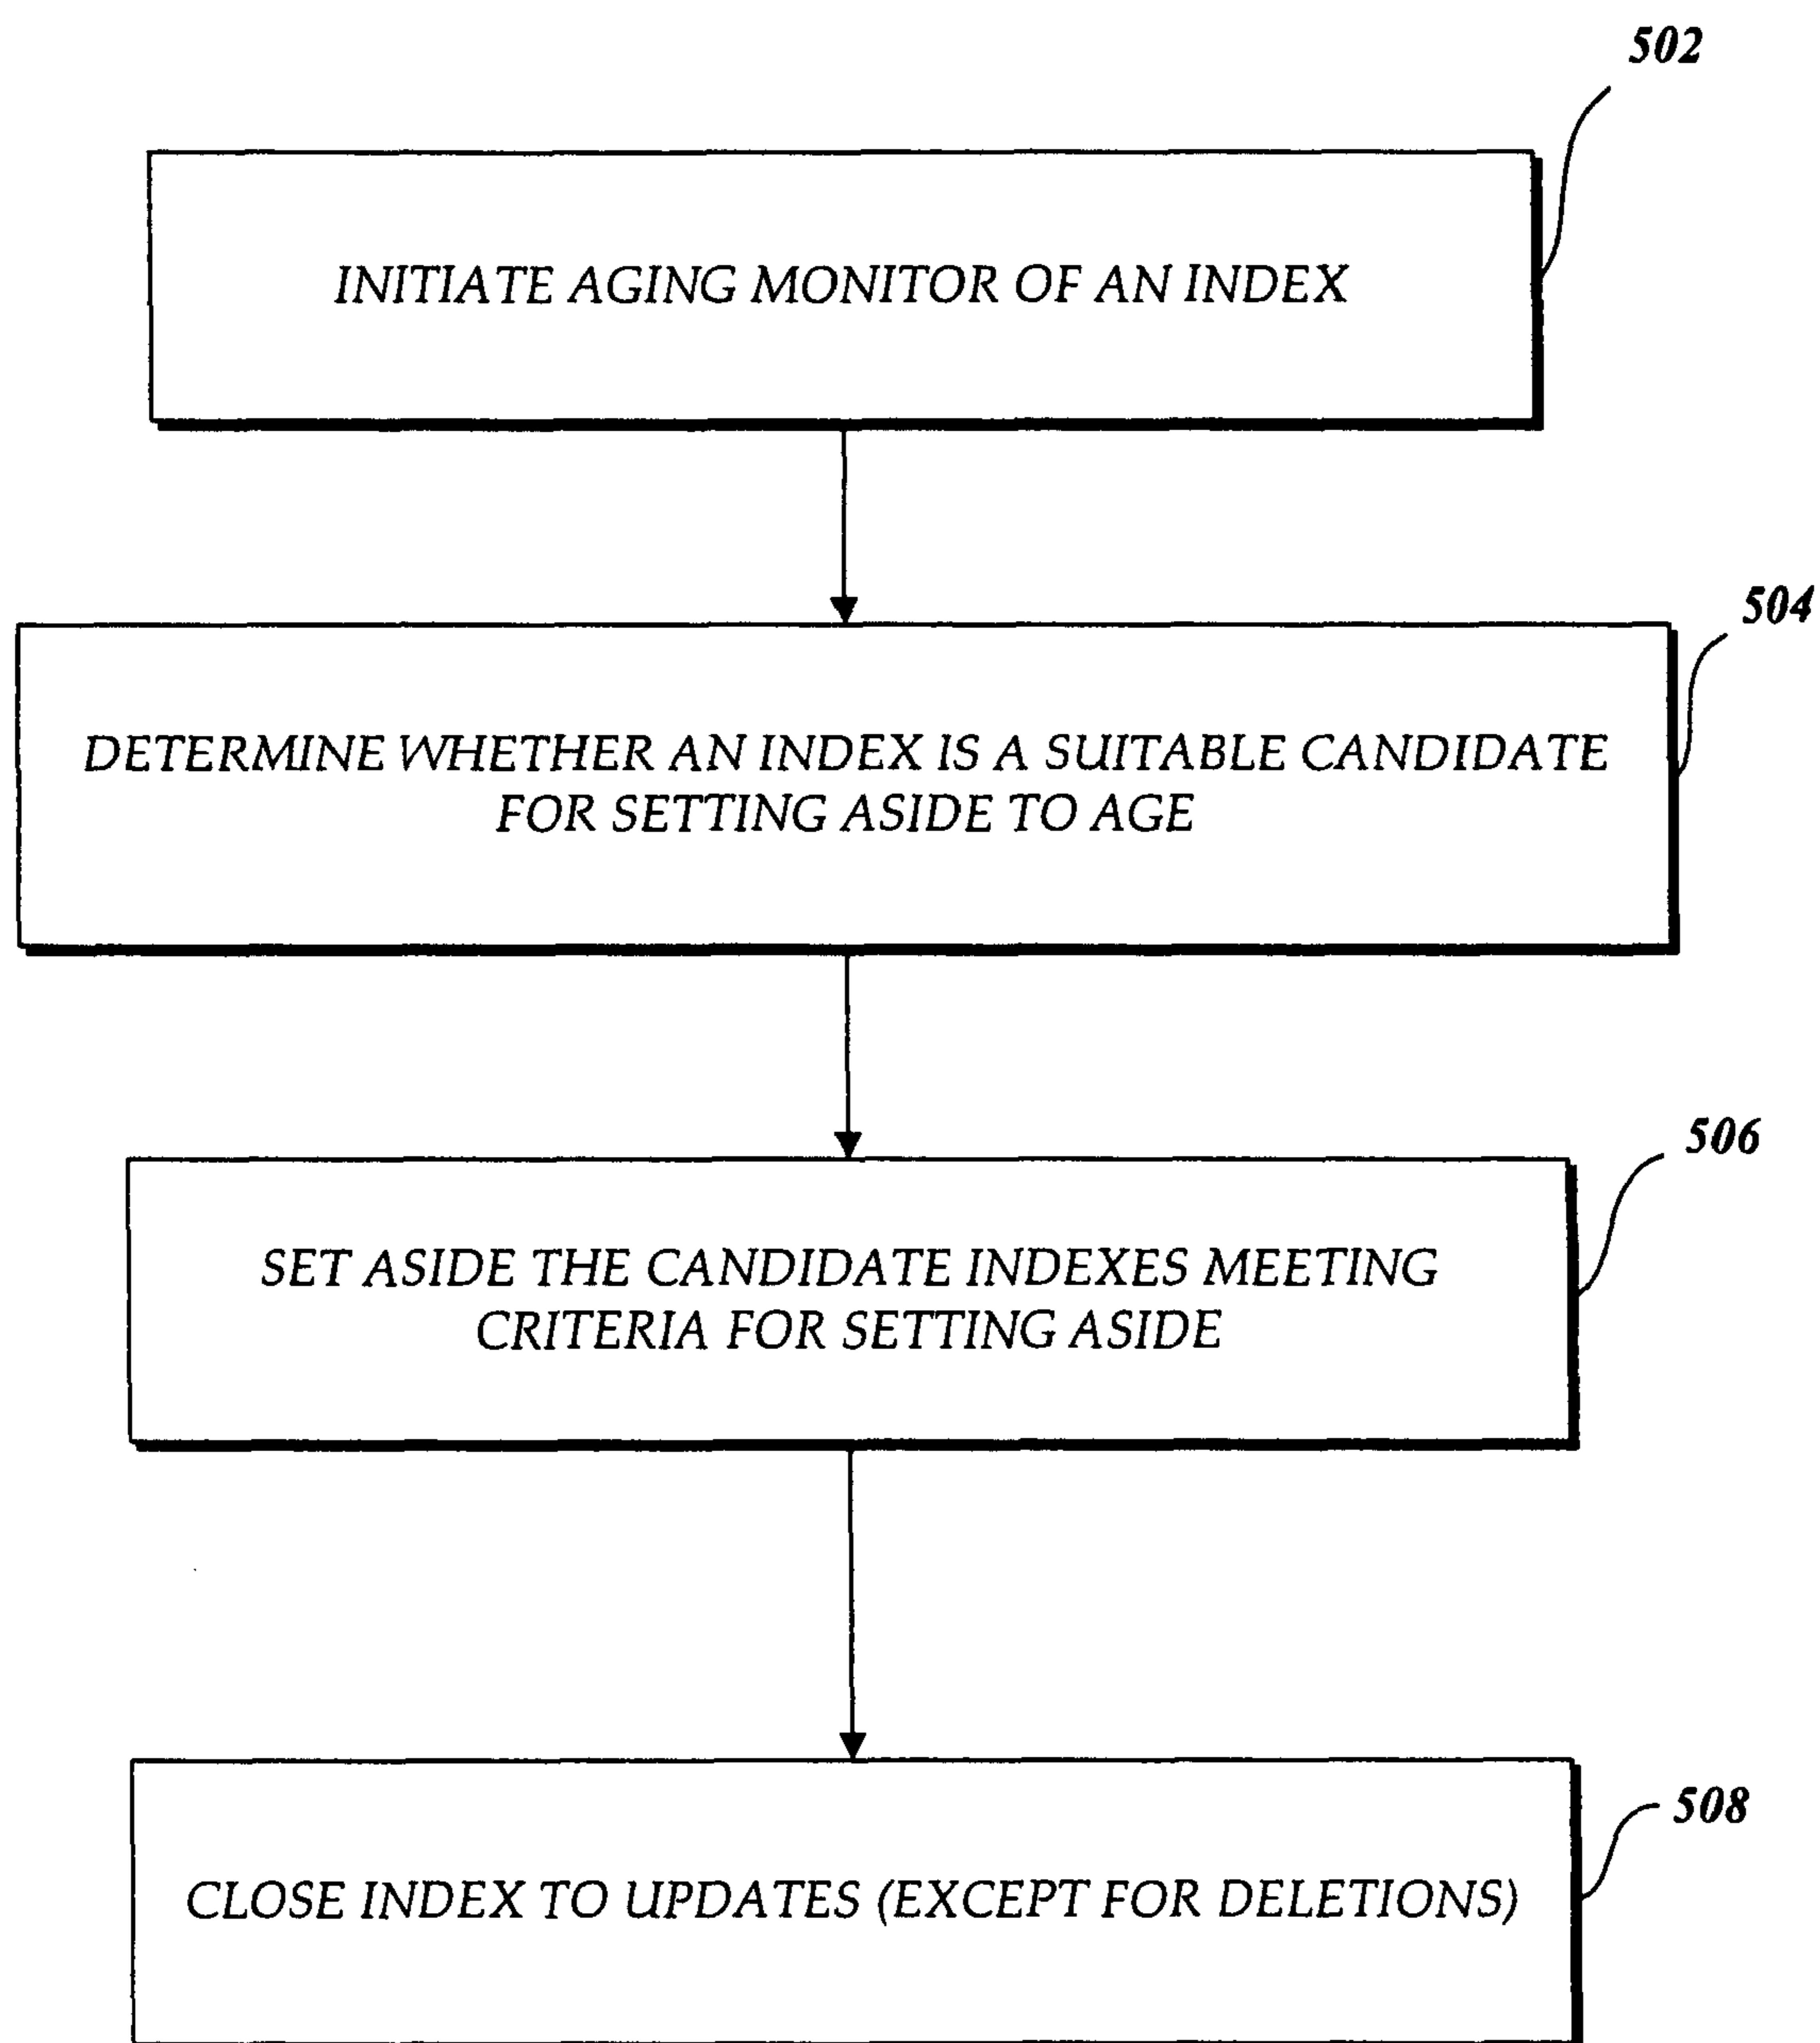 502
INITIATE AGING MONITOR OF AN INDEX
504
DETERMINE WHETHER AN INDEX IS A SUITABLE CANDIDATE
FOR SETTING ASIDE TO AGE
506
SET ASIDE THE CANDIDATE INDEXES MEETING
CRITERIA FOR SETTING ASIDE
508
CLOSE INDEX TO UPDATES (EXCEPT FOR DELETIONS)